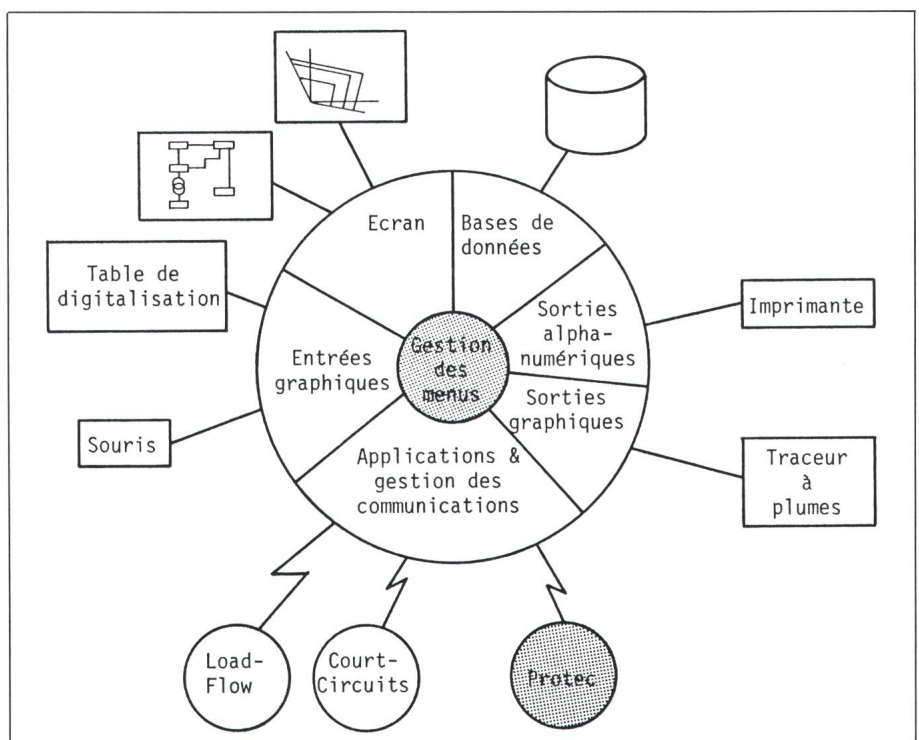 Ecran
Bases de
données
Table de
digitalisation
Sorties
alpha-
numériques
Imprimante
Entrées
graphiques
Gestion
des
menus
Sorties
graphiques
Souris
Applications &
gestion des
communications
Traceur
à
plumes
Load-
Flow
Court-
Circuits
Protec